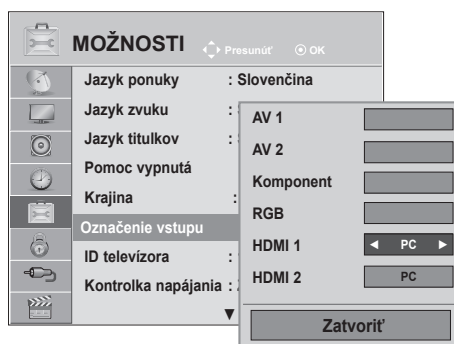 MOŽNOSTI
Presunúť OK
Jazyk ponuky : Slovenčina
Jazyk zvuku :
Jazyk titulkov :
Pomoc vypnutá
Krajina :
Označenie vstupu
ID televízora :
Kontrolka napájania :
▼
AV 1
AV 2
Komponent
RGB
HDMI 1 ◄ PC ►
HDMI 2 PC
Zatvoriť